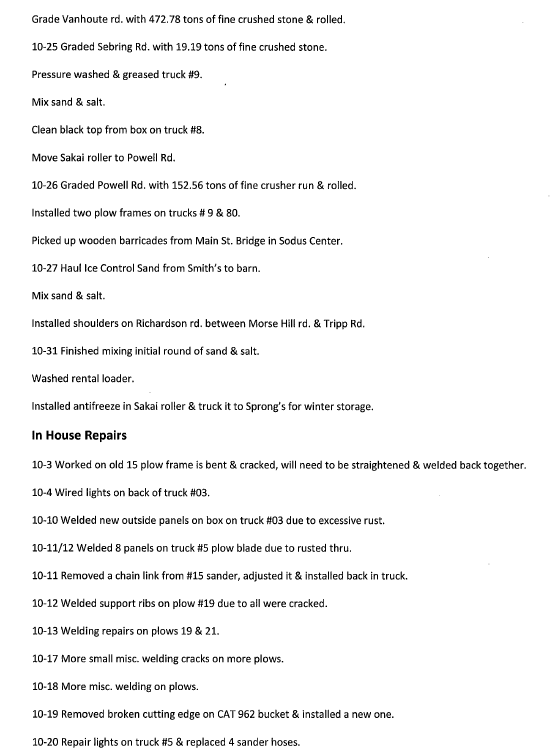 Grade Vanhoute rd. with 472.78 tons of fine crushed stone & rolled.
10-25 Graded Sebring Rd. with 19.19 tons of fine crushed stone.
Pressure washed & greased truck #9.
Mix sand & salt.
Clean black top from box on truck #8.
Move Sakai roller to Powell Rd.
10-26 Graded Powell Rd. with 152.56 tons of fine crusher run & rolled.
Installed two plow frames on trucks # 9 & 80.
Picked up wooden barricades from Main St. Bridge in Sodus Center.
10-27 Haul Ice Control Sand from Smith's to barn.
Mix sand & salt.
Installed shoulders on Richardson rd. between Morse Hill rd. & Tripp Rd.
10-31 Finished mixing initial round of sand & salt.
Washed rental loader.
Installed antifreeze in Sakai roller & truck it to Sprong's for winter storage.
In House Repairs
10-3 Worked on old 15 plow frame is bent & cracked, will need to be straightened & welded back together.
10-4 Wired lights on back of truck #03.
10-10 Welded new outside panels on box on truck #03 due to excessive rust.
10-11/12 Welded 8 panels on truck #5 plow blade due to rusted thru.
10-11 Removed a chain link from #15 sander, adjusted it & installed back in truck.
10-12 Welded support ribs on plow #19 due to all were cracked.
10-13 Welding repairs on plows 19 & 21.
10-17 More small misc. welding cracks on more plows.
10-18 More misc. welding on plows.
10-19 Removed broken cutting edge on CAT 962 bucket & installed a new one.
10-20 Repair lights on truck #5 & replaced 4 sander hoses.